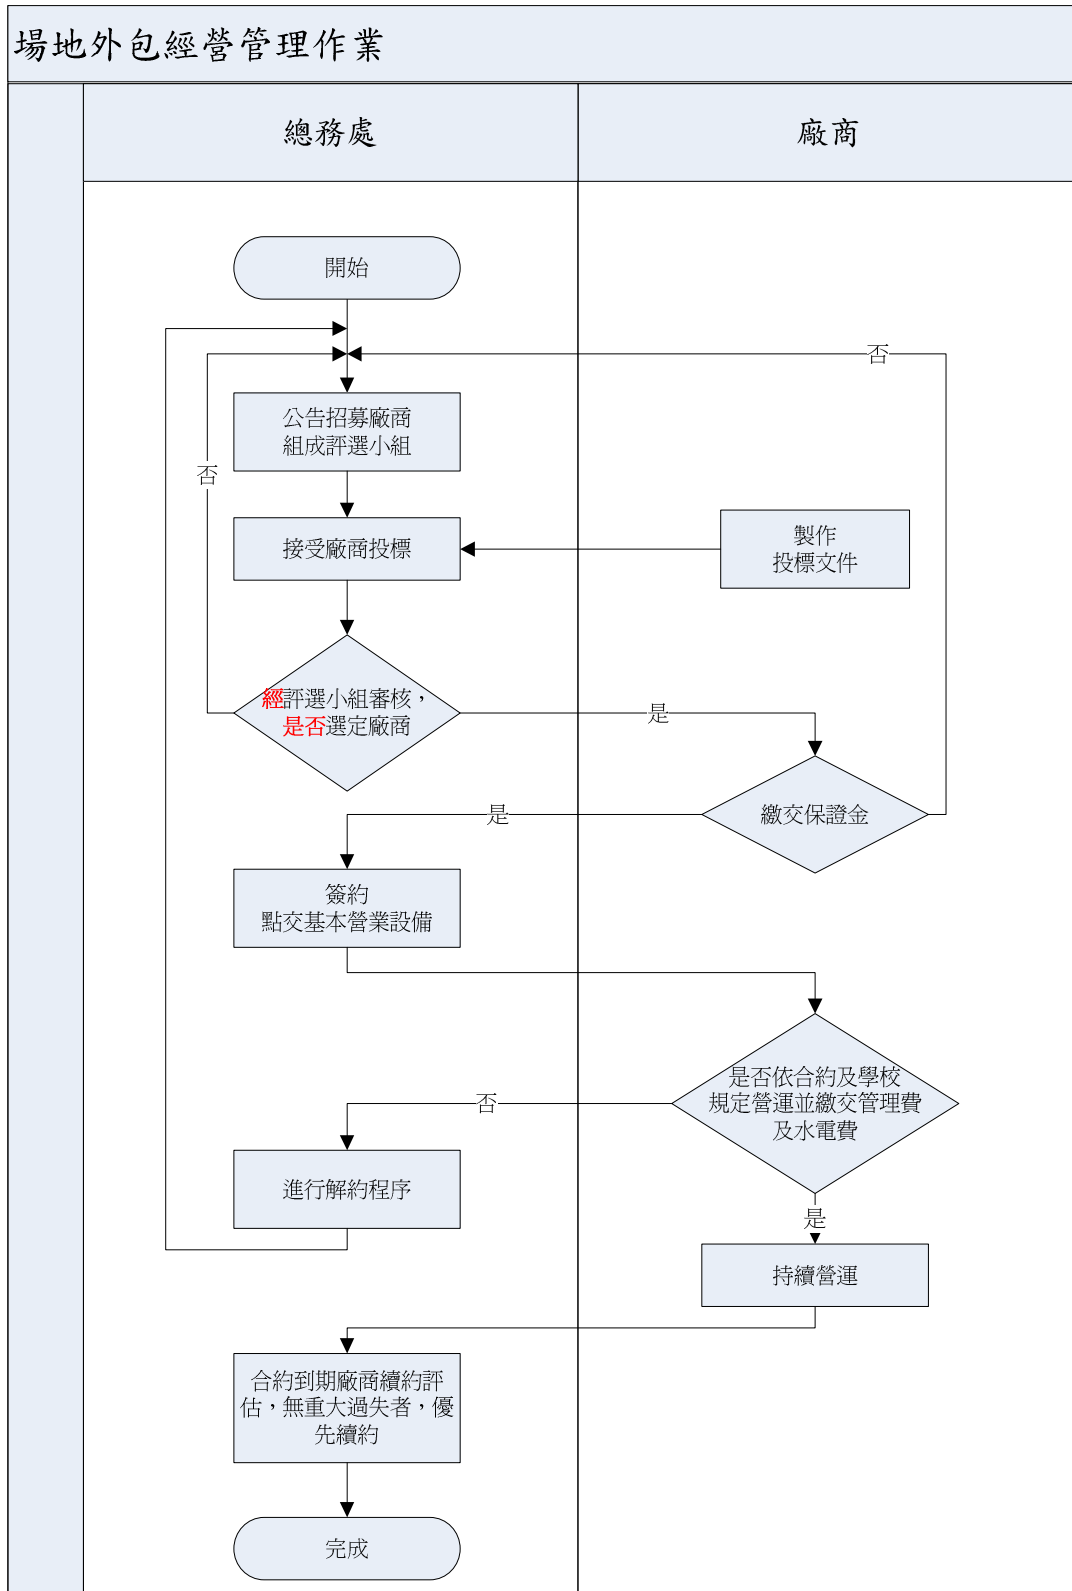 場地外包經營管理作業
總務處
廠商
開始
否
公告招募廠商
組成評選小組
否
接受廠商投標
製作
投標文件
經評選小組審核，
是否選定廠商
是
繳交保證金
是
簽約
點交基本營業設備
是否依合約及學校
規定營運並繳交管理費
及水電費
否
進行解約程序
是
持續營運
合約到期廠商續約評
估，無重大過失者，優
先續約
完成